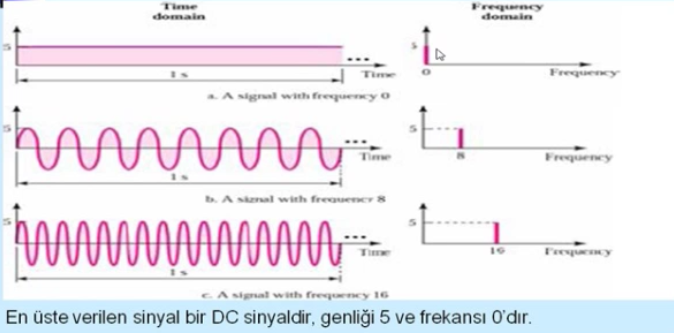 Time
domain
Frequency
domain
5
...
1 s
Time
5
0
Frequency
a. A signal with frequency 0
5
...
1 s
Time
5
8
Frequency
b. A signal with frequency 8
5
...
1 s
Time
5
16
Frequency
c. A signal with frequency 16
En üste verilen sinyal bir DC sinyaldir, genliği 5 ve frekansı 0'dır.